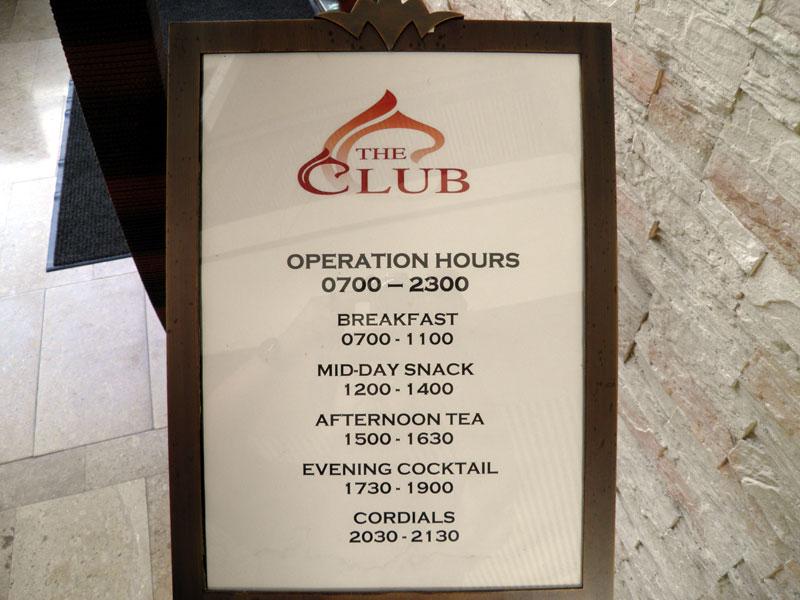 THE
CLUB
OPERATION HOURS
0700 – 2300
BREAKFAST
0700 - 1100
MID-DAY SNACK
1200 - 1400
AFTERNOON TEA
1500 - 1630
EVENING COCKTAIL
1730 - 1900
CORDIALS
2030 - 2130